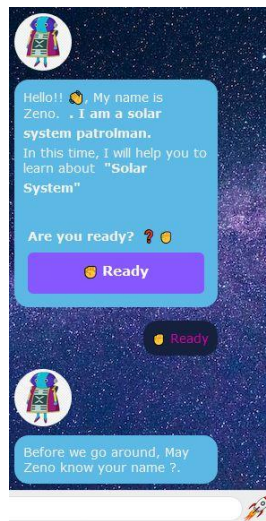 Hello!! 👏, My name is
Zeno. . I am a solar
system patrolman.
In this time, I will help you to
learn about "Solar
System"
Are you ready? ❓ ✊
✊ Ready
✊ Ready
Before we go around, May
Zeno know your name ?.